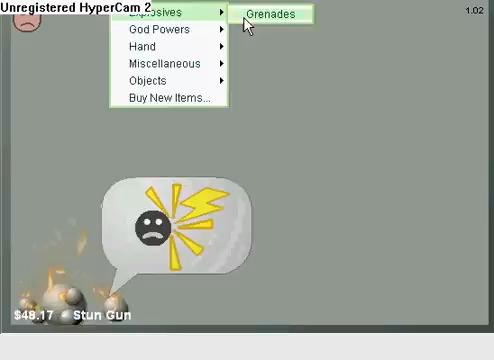 Unregistered HyperCam 2
Explosives
Grenades
1.02
God Powers
Hand
Miscellaneous
Objects
Buy New Items...
$48.17 Stun Gun